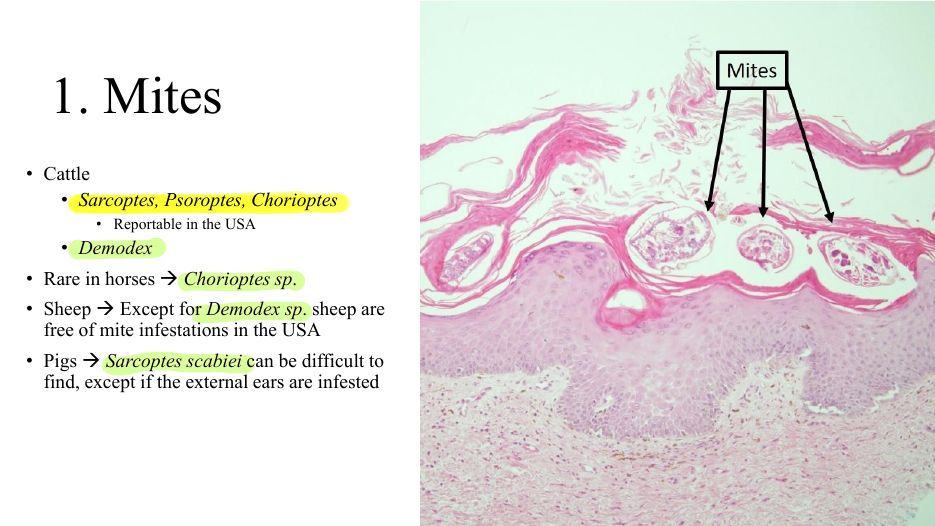 1. Mites
• Cattle
• Sarcoptes, Psoroptes, Chorioptes
• Reportable in the USA
• Demodex
• Rare in horses → Chorioptes sp.
• Sheep → Except for Demodex sp. sheep are
free of mite infestations in the USA
• Pigs → Sarcoptes scabiei can be difficult to
find, except if the external ears are infested
Mites